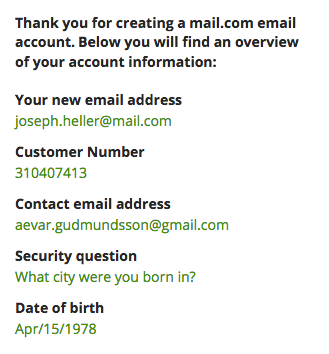 Thank you for creating a mail.com email
account. Below you will find an overview
of your account information:
Your new email address
joseph.heller@mail.com
Customer Number
310407413
Contact email address
aevar.gudmundsson@gmail.com
Security question
What city were you born in?
Date of birth
Apr/15/1978